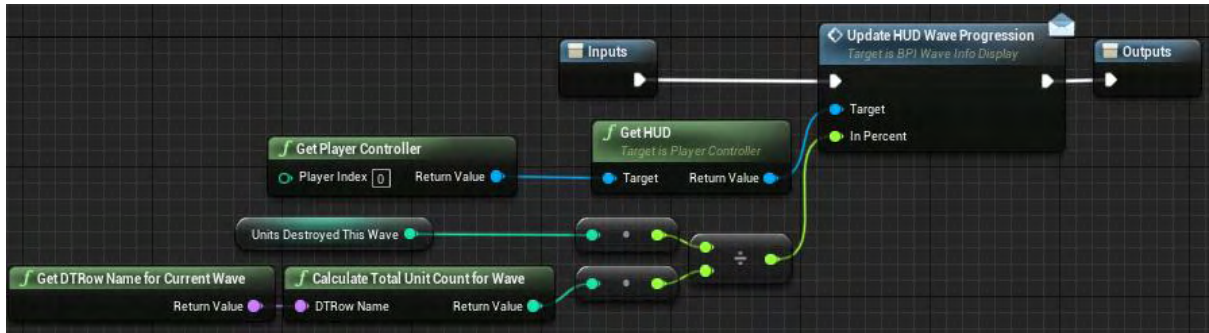 Inputs
Update HUD Wave Progression
Target is BPI Wave Info Display
Outputs
Target
In Percent
Get HUD
Target is Player Controller
Target Return Value
Get Player Controller
Player Index 0 Return Value
Units Destroyed This Wave
÷
Get DTRow Name for Current Wave
Return Value
Calculate Total Unit Count for Wave
DTRow Name Return Value